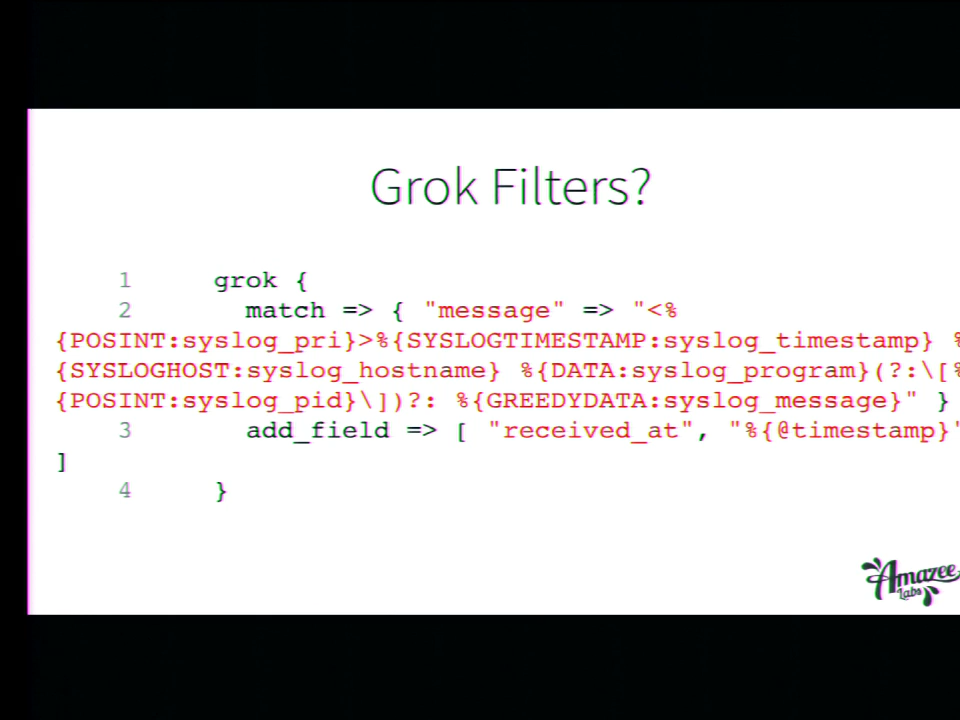 Grok Filters?
1 grok {
2 match => { "message" => "<%
{POSINT:syslog_pri}>%{SYSLOGTIMESTAMP:syslog_timestamp} %
{SYSLOGHOST:syslog_hostname} %{DATA:syslog_program}(?:\[%
{POSINT:syslog_pid}\])?: %{GREEDYDATA:syslog_message}" }
3 add_field => [ "received_at", "%{@timestamp}"
]
4 }
Amazee
Labs